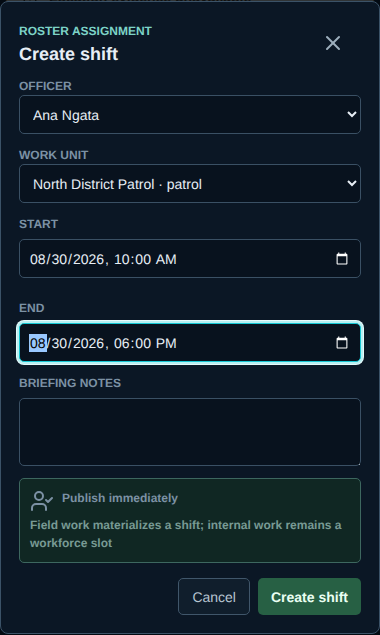 ROSTER ASSIGNMENT
Create shift
OFFICER
Ana Ngata
WORK UNIT
North District Patrol · patrol
START
08/30/2026, 10:00 AM
END
08/30/2026, 06:00 PM
BRIEFING NOTES
Publish immediately
Field work materializes a shift; internal work remains a
workforce slot
Cancel
Create shift